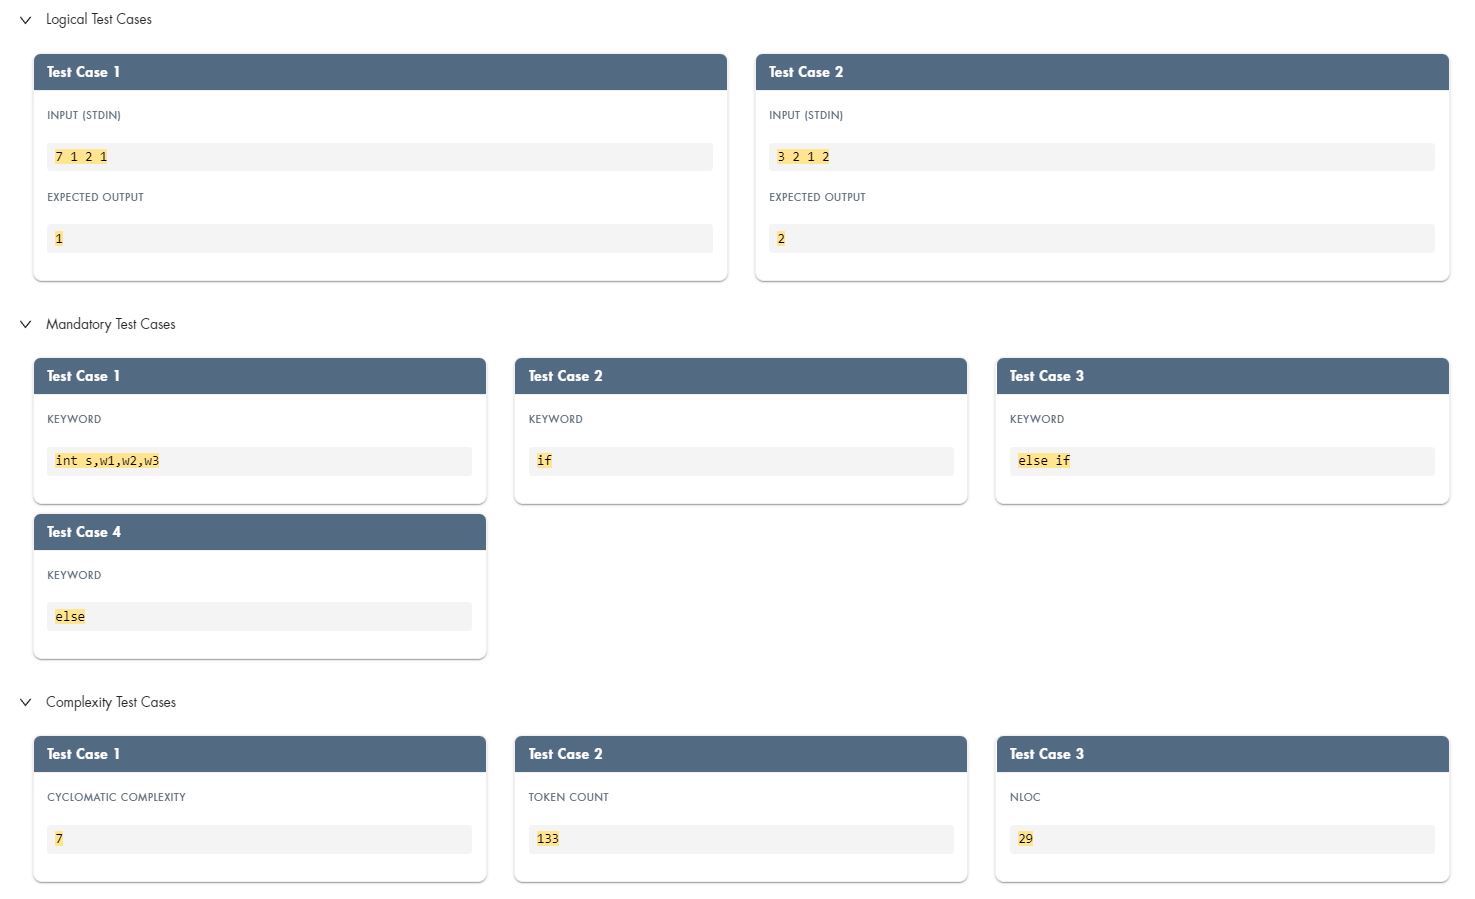 Logical Test Cases
Test Case 1
INPUT (STDIN)
7 1 2 1
EXPECTED OUTPUT
1
Test Case 2
INPUT (STDIN)
3 2 1 2
EXPECTED OUTPUT
2
Mandatory Test Cases
Test Case 1
KEYWORD
int s,w1,w2,w3
Test Case 2
KEYWORD
if
Test Case 3
KEYWORD
else if
Test Case 4
KEYWORD
else
Complexity Test Cases
Test Case 1
CYCLOMATIC COMPLEXITY
7
Test Case 2
TOKEN COUNT
133
Test Case 3
NLOC
29